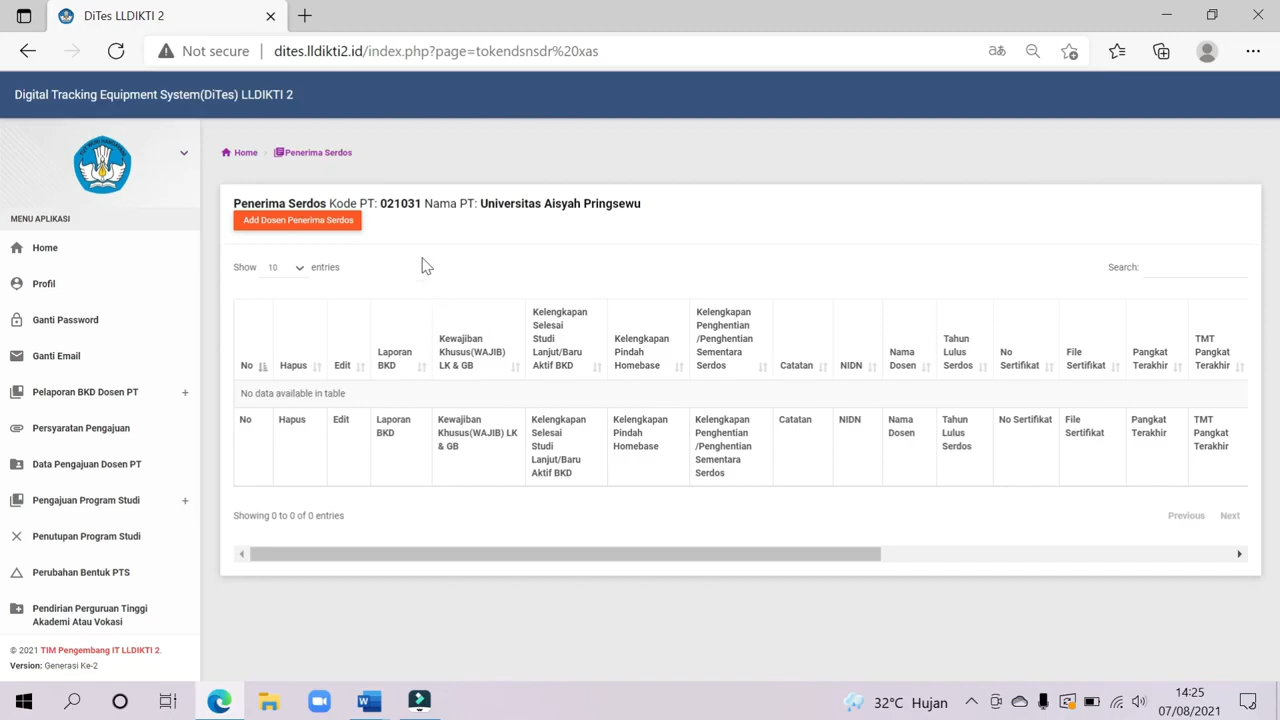 DiTes LLDIKTI 2
Not secure
dites.lldikti2.id/index.php?page=tokendsnsdr%20xas
Digital Tracking Equipment System(DiTes) LLDIKTI 2
MENU APLIKASI
Home
Profil
Ganti Password
Ganti Email
Pelaporan BKD Dosen PT
Persyaratan Pengajuan
Data Pengajuan Dosen PT
Pengajuan Program Studi
Penutupan Program Studi
Perubahan Bentuk PTS
Pendirian Perguruan Tinggi
Akademi Atau Vokasi
© 2021 TIM Pengembang IT LLDIKTI 2.
Version: Generasi Ke-2
Home
Penerima Serdos
Penerima Serdos Kode PT: 021031 Nama PT: Universitas Aisyah Pringsewu
Add Dosen Penerima Serdos
Show 10 entries
Search:
No
Hapus
Edit
Laporan
BKD
Kewajiban
Khusus(WAJIB)
LK & GB
Kelengkapan
Selesai
Studi
Lanjut/Baru
Aktif BKD
Kelengkapan
Pindah
Homebase
Kelengkapan
Penghentian
/Penghentian
Sementara
Serdos
Catatan
NIDN
Nama
Dosen
Tahun
Lulus
Serdos
No
Sertifikat
File
Sertifikat
Pangkat
Terakhir
TMT
Pangkat
Terakhir
No data available in table
No
Hapus
Edit
Laporan
BKD
Kewajiban
Khusus(WAJIB) LK
& GB
Kelengkapan
Selesai
Studi
Lanjut/Baru
Aktif BKD
Kelengkapan
Pindah
Homebase
Kelengkapan
Penghentian
/Penghentian
Sementara
Serdos
Catatan
NIDN
Nama
Dosen
Tahun
Lulus
Serdos
No Sertifikat
File
Sertifikat
Pangkat
Terakhir
TMT
Pangkat
Terakhir
Showing 0 to 0 of 0 entries
Previous
Next
32°C Hujan
14:25
07/08/2021